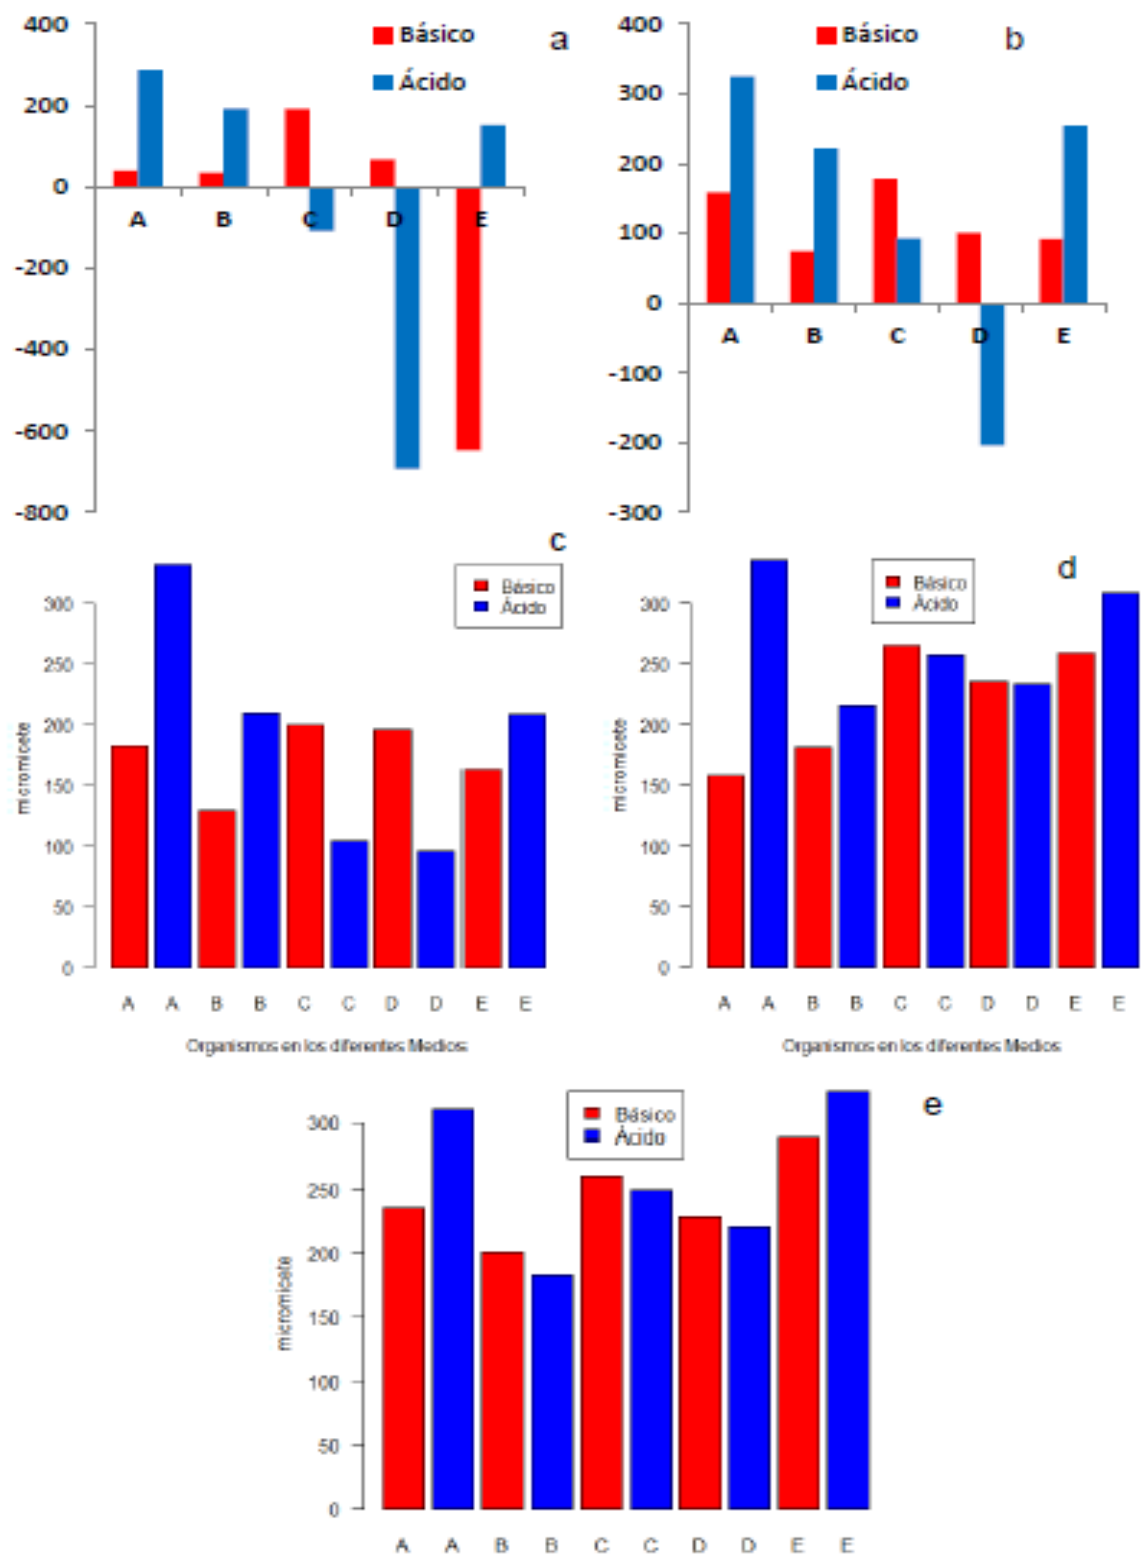 a
Básico
Ácido
400
200
0
-200
-400
-600
-800
A B C D E
b
Básico
Ácido
400
300
200
100
0
-100
-200
-300
A B C D E
c
Básico
Ácido
300
250
200
150
100
50
0
micromicete
A A B B C C D D E E
Organismos en los diferentes Medios
d
Básico
Ácido
300
250
200
150
100
50
0
micromicete
A A B B C C D D E E
Organismos en los diferentes Medios
e
Básico
Ácido
300
250
200
150
100
50
0
micromicate
A A B B C C D D E E